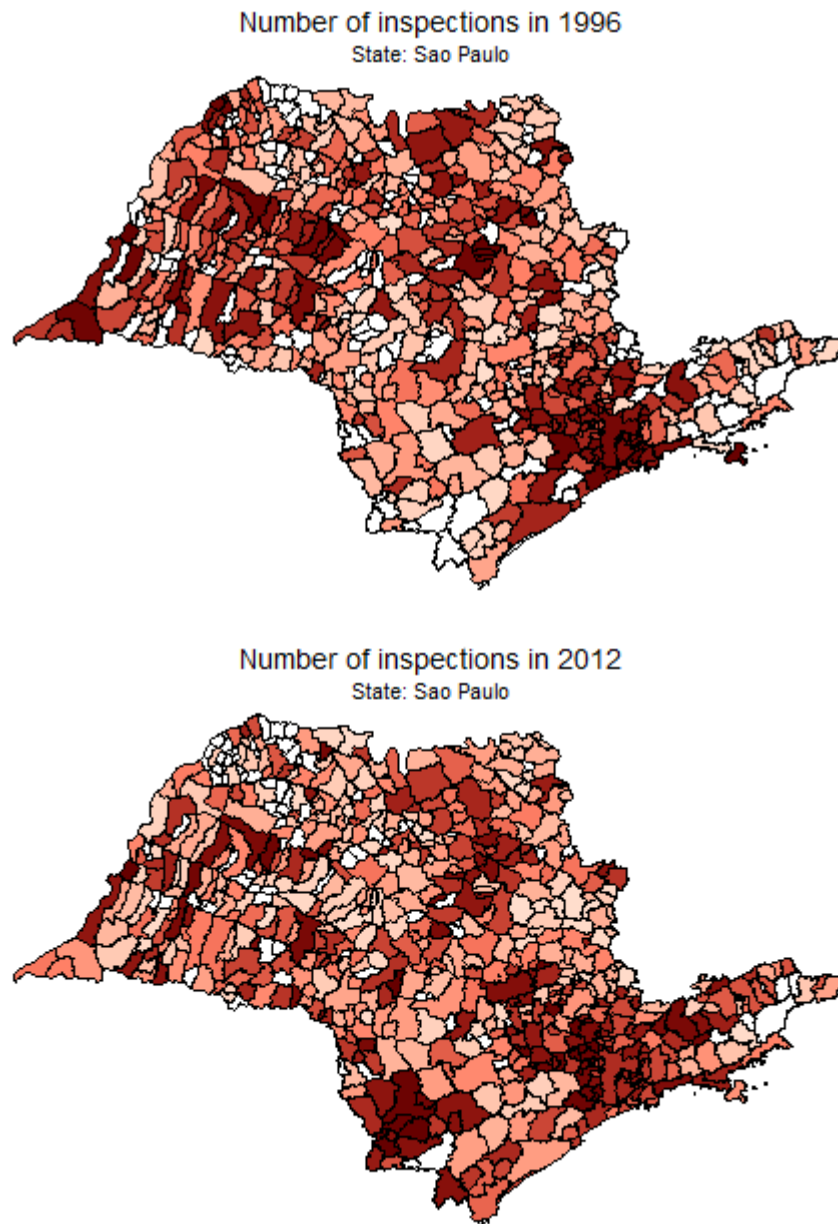 Number of inspections in 1996
State: Sao Paulo
Number of inspections in 2012
State: Sao Paulo